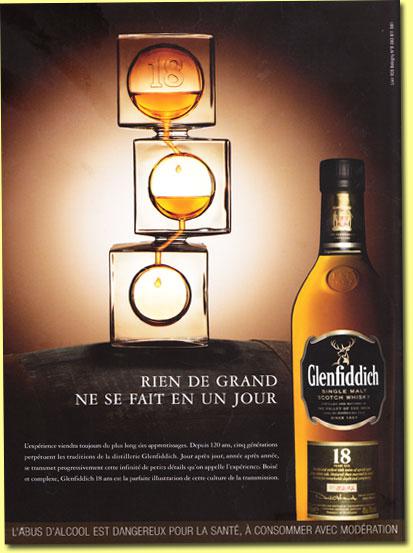 18
RIEN DE GRAND
NE SE FAIT EN UN JOUR
L'expérience viendra toujours du plus long des apprentissages. Depuis 120 ans, cinq générations
perpétuent les traditions de la distillerie Glenfiddich. Jour après jour, année après année,
se transmet progressivement cette infinité de petits détails qu'on appelle l'expérience. Boisé
et complexe, Glenfiddich 18 ans est la parfaite illustration de cette culture de la transmission.
Glenfiddich
SINGLE MALT
SCOTCH WHISKY
18
L'ABUS D'ALCOOL EST DANGEREUX POUR LA SANTÉ, À CONSOMMER AVEC MODÉRATION